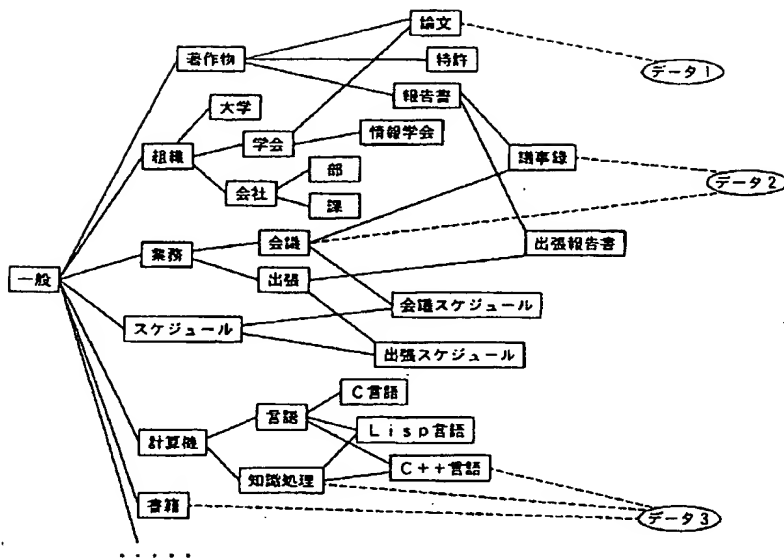 論文
著作物
特許
データ1
報告書
大学
組織
学会
情報学会
議事録
会社
部
課
データ2
業務
会議
出張報告書
一般
出張
会議スケジュール
スケジュール
出張スケジュール
C言語
言語
計算機
Lisp言語
知識処理
C++言語
書籍
データ3
・・・・・